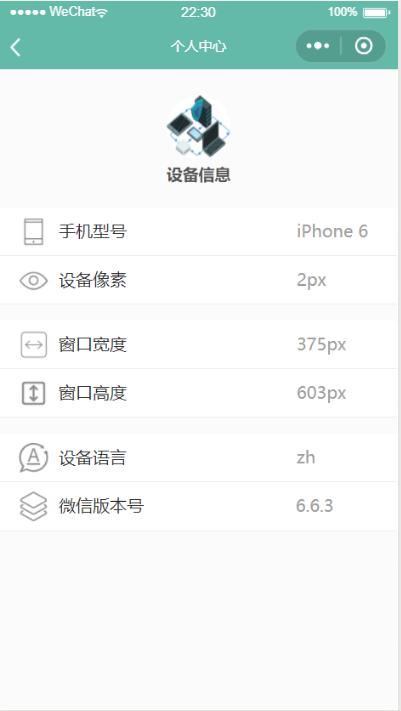 WeChat 22:30 100%
个人中心
设备信息
手机型号 iPhone 6
设备像素 2px
窗口宽度 375px
窗口高度 603px
设备语言 zh
微信版本号 6.6.3